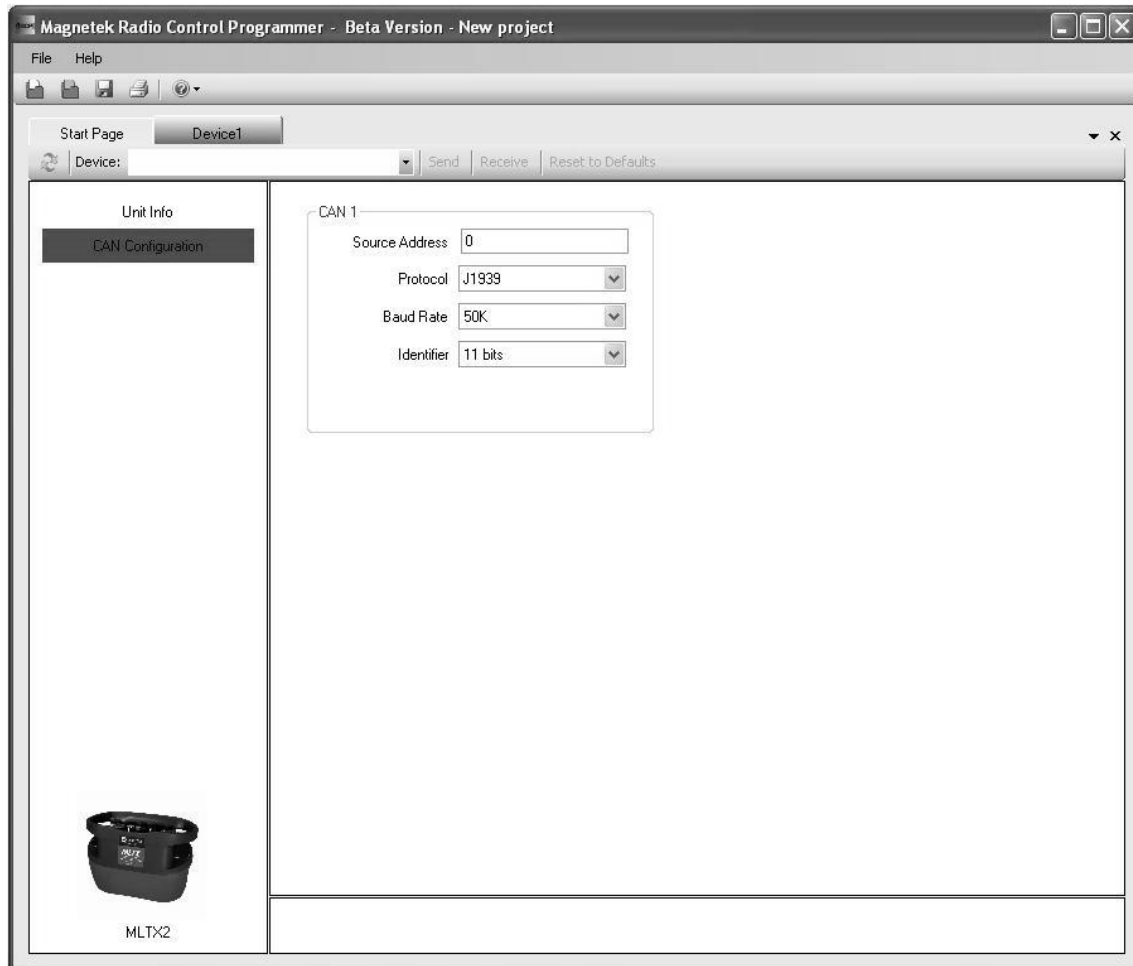 Magnetek Radio Control Programmer - Beta Version - New project
File Help
Start Page Device1
Device: Send Receive Reset to Defaults
Unit Info
CAN Configuration
CAN 1
Source Address 0
Protocol J1939
Baud Rate 50K
Identifier 11 bits
MLTX
MLTX2